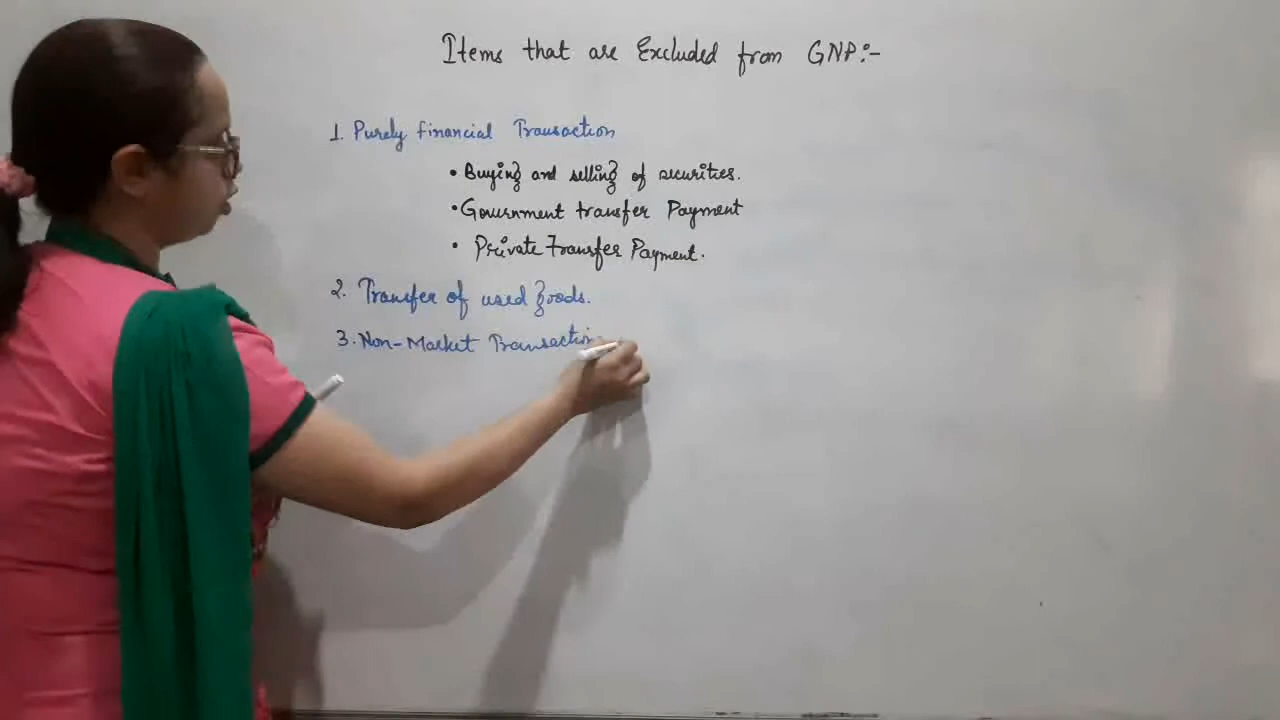 Items that are Excluded from GNP:-
1. Purely financial Transaction
• Buying and selling of securities.
• Government transfer Payment
• Private Transfer Payment.
2. Transfer of used goods.
3. Non-Market Transactin